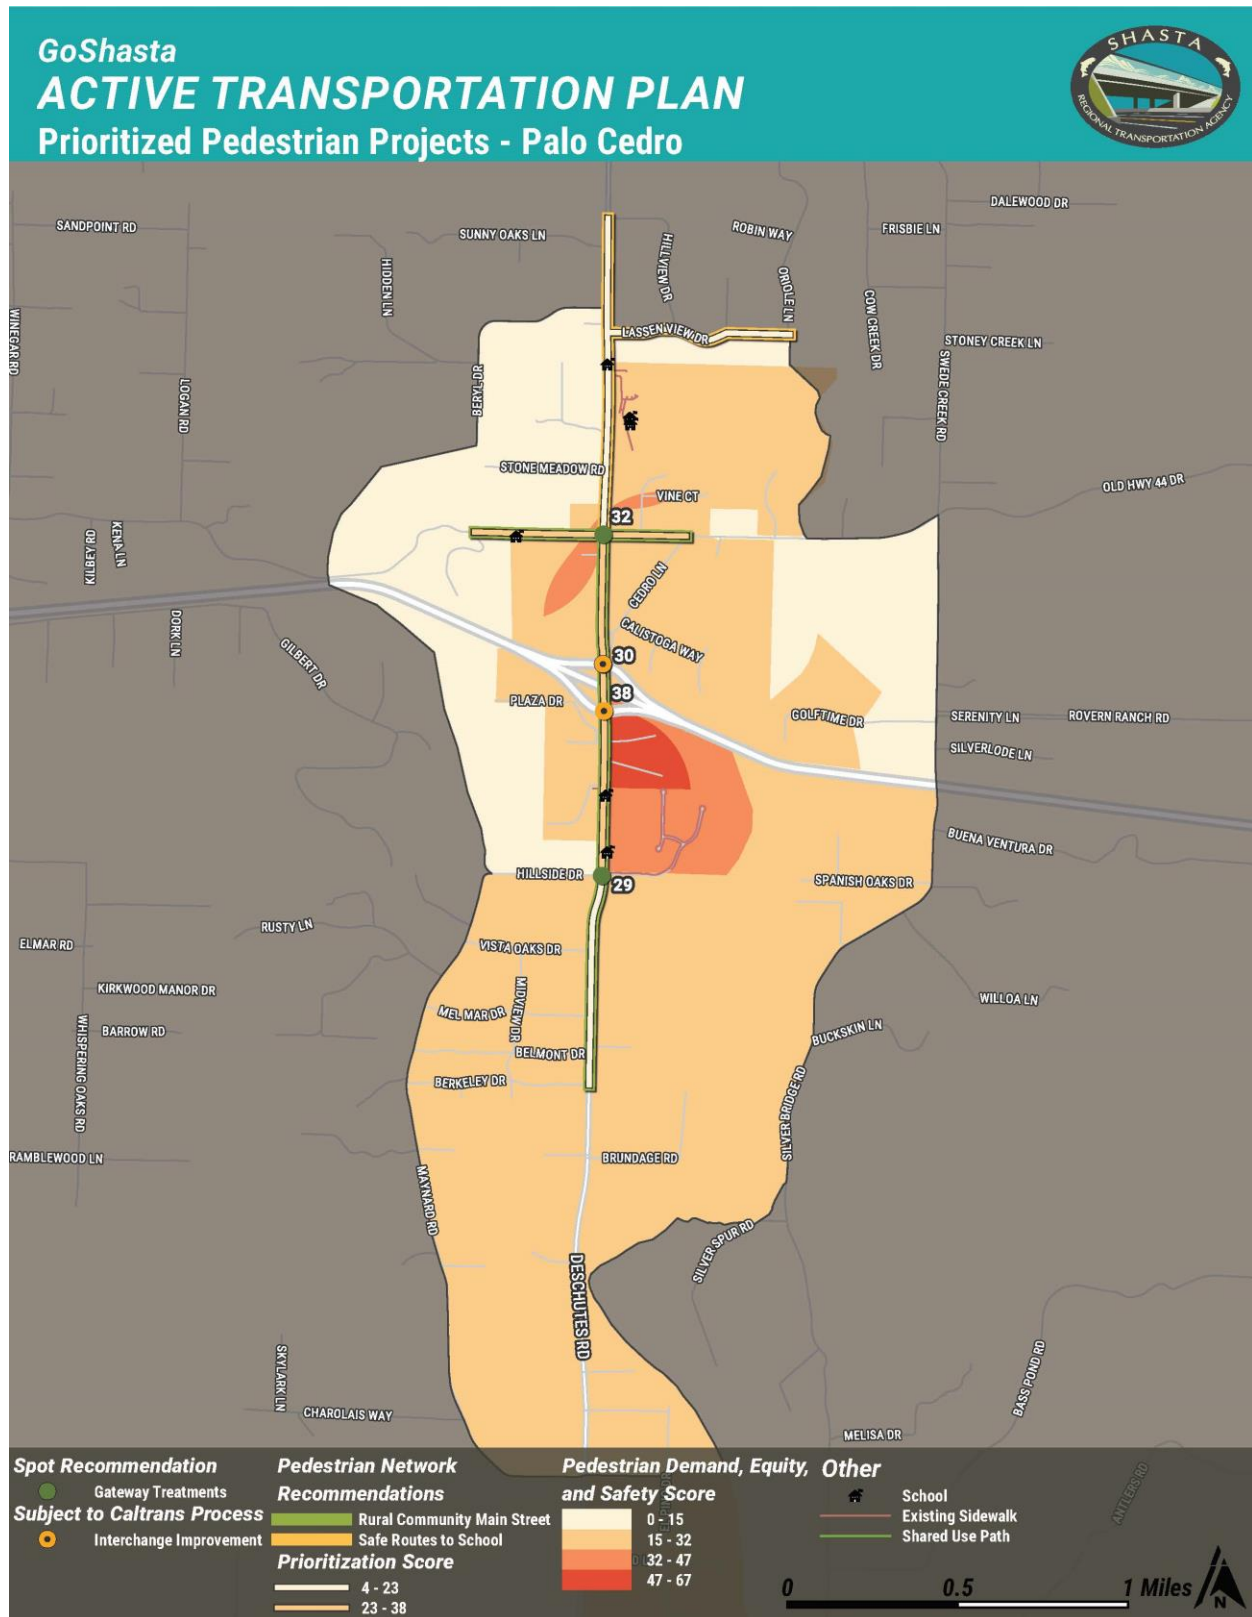 GoShasta
ACTIVE TRANSPORTATION PLAN
Prioritized Pedestrian Projects - Palo Cedro
SHASTA
REGIONAL TRANSPORTATION AGENCY
DALEWOOD DR
SANDPOINT RD
SUNNY OAKS LN
ROBIN WAY
FRISBIE LN
HIDDEN LN
HILLVIEW DR
ORIOLE LN
COW CREEK DR
WINEGAR RD
LASSEN VIEW DR
STONEY CREEK LN
LOGAN RD
BERYL DR
SWEDE CREEK RD
STONE MEADOW RD
VINE CT
OLD HWY 44 DR
32
KILBEY RD
KENA LN
CEDRO LN
DORK LN
GILBERT DR
CALISTOGA WAY
30
38
PLAZA DR
GOLFTIME DR
SERENITY LN
ROVERN RANCH RD
SILVERLODE LN
BUENA VENTURA DR
HILLSIDE DR
29
SPANISH OAKS DR
RUSTY LN
ELMAR RD
VISTA OAKS DR
KIRKWOOD MANOR DR
MIDVIEW DR
WILLOA LN
MEL MAR DR
BARROW RD
WHISPERING OAKS RD
BUCKSKIN LN
BELMONT DR
BERKELEY DR
SILVER BRIDGE RD
RAMBLEWOOD LN
BRUNDAGE RD
MAYNARD RD
SILVER SPUR RD
DESCHUTES RD
SKYLARK LN
BASS POND RD
CHAROLAIS WAY
MELISA DR
ANTLERS RD
Spot Recommendation
Gateway Treatments
Subject to Caltrans Process
Interchange Improvement
Pedestrian Network
Recommendations
Rural Community Main Street
Safe Routes to School
Prioritization Score
4 - 23
23 - 38
Pedestrian Demand, Equity,
and Safety Score
0 - 15
15 - 32
32 - 47
47 - 67
Other
School
Existing Sidewalk
Shared Use Path
0
0.5
1 Miles
N